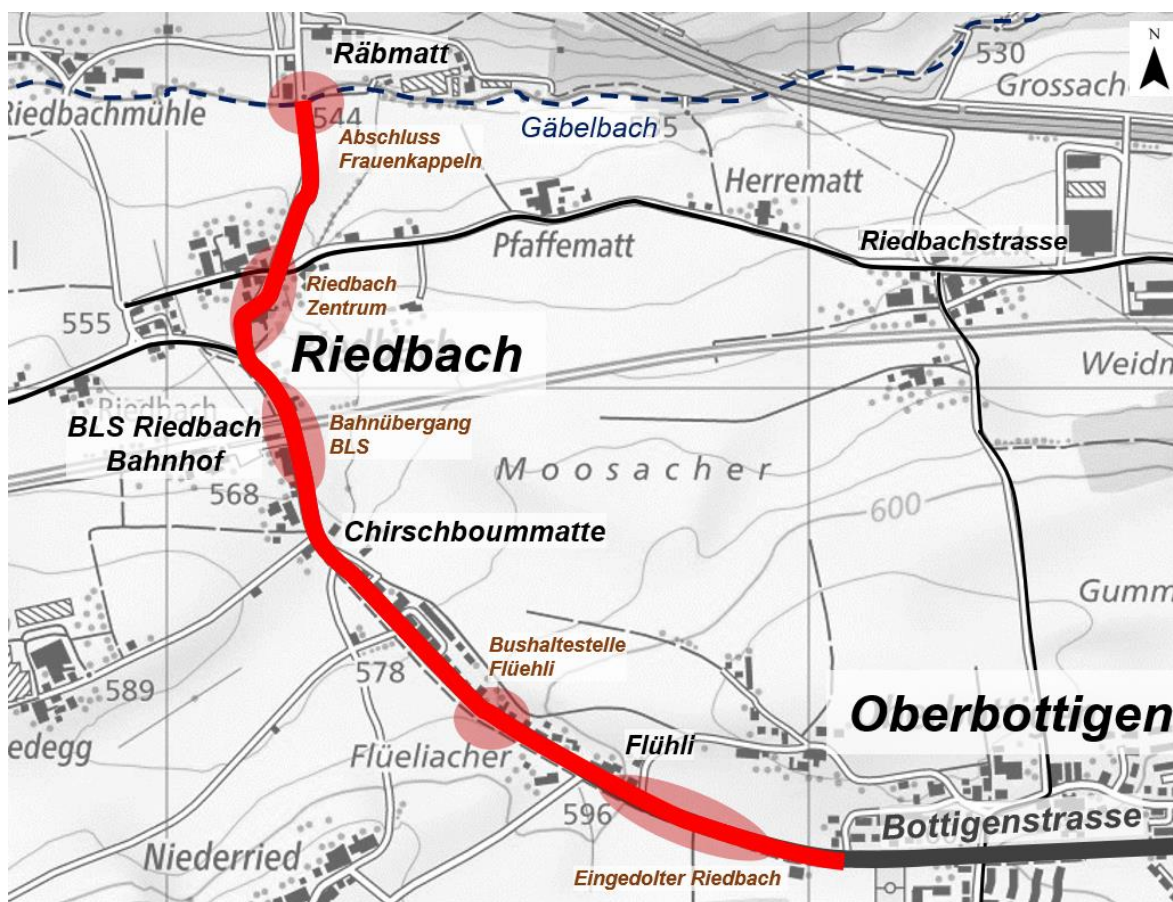 N
Räbmatt
530
Grossach
Riedbachmühle
544
Gäbelbach
Abschluss
Frauenkappeln
Herrematt
Pfaffematt
Riedbachstrasse
Riedbach
Zentrum
555
Riedbach
Weidm
Riedbach
BLS Riedbach
Bahnhof
Bahnübergang
BLS
Moosacher
568
600
Chirschboummatte
Gumm
Bushaltestelle
Flüehli
578
589
Oberbottigen
edegg
Flüeliacher
Flühli
596
Bottigenstrasse
Niederried
Eingedolter Riedbach